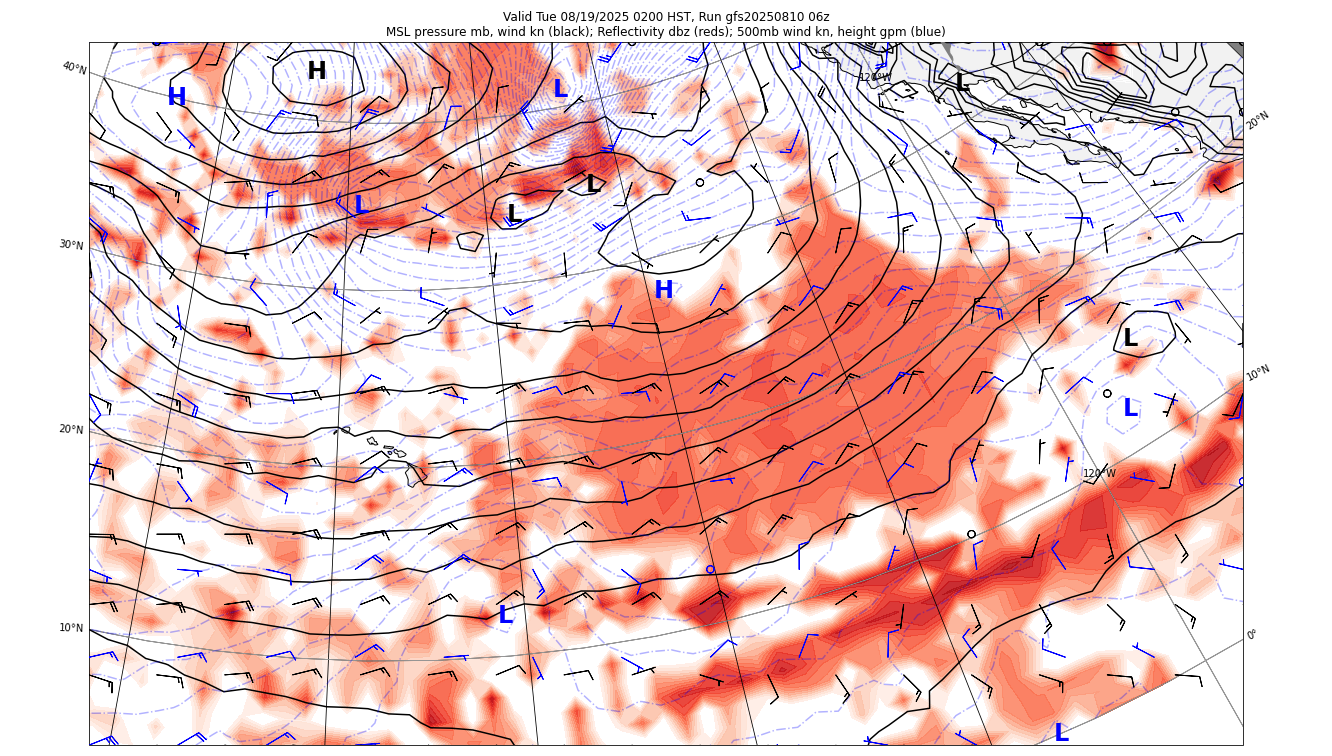 Valid Tue 08/19/2025 0200 HST, Run gfs20250810 06z
MSL pressure mb, wind kn (black); Reflectivity dbz (reds); 500mb wind kn, height gpm (blue)
40°N
H
H
L
120°W
L
20°N
L
L
L
30°N
H
L
10°N
L
20°N
120°W
L
10°N
0°
L